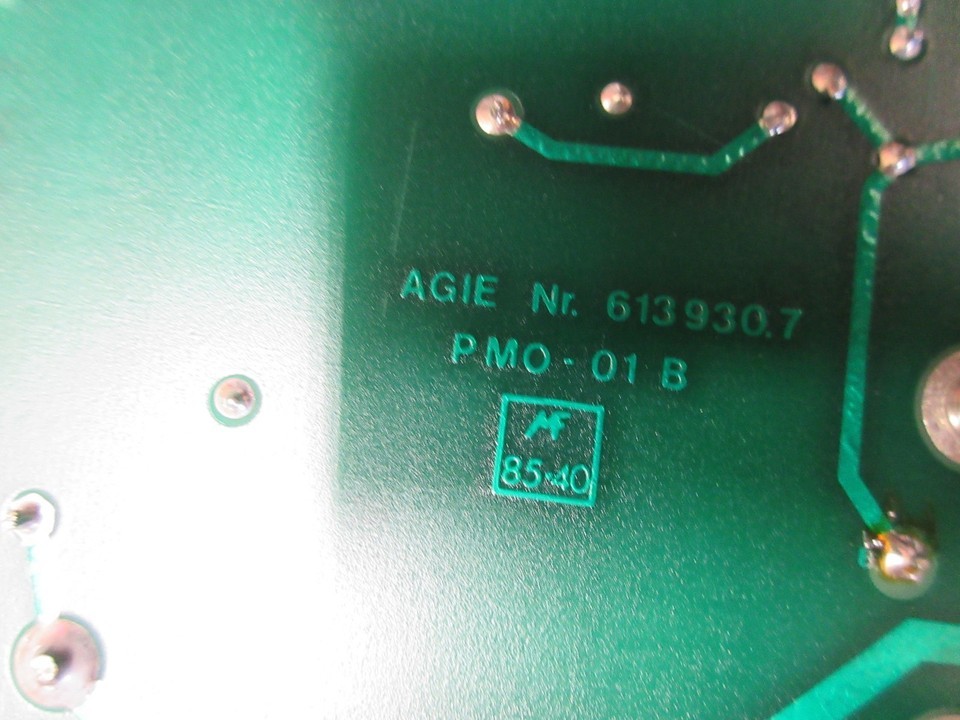 AGIE Nr. 613930.7
PMO-01 B
85-40